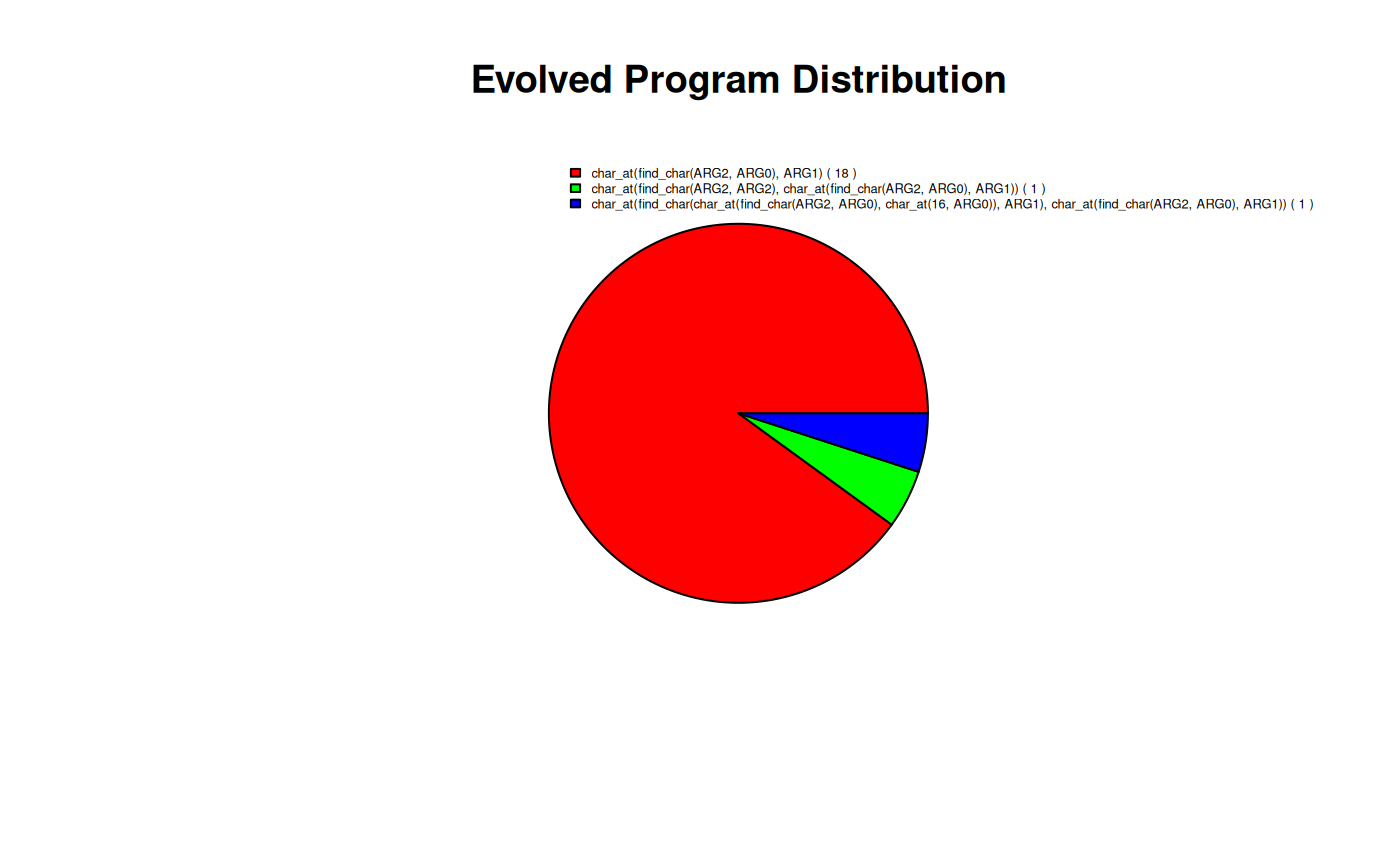 Evolved Program Distribution
char_at(find_char(ARG2, ARG0), ARG1) ( 18 )
char_at(find_char(ARG2, ARG2), char_at(find_char(ARG2, ARG0), ARG1)) ( 1 )
char_at(find_char(char_at(find_char(ARG2, ARG0), char_at(16, ARG0)), ARG1), char_at(find_char(ARG2, ARG0), ARG1)) ( 1 )